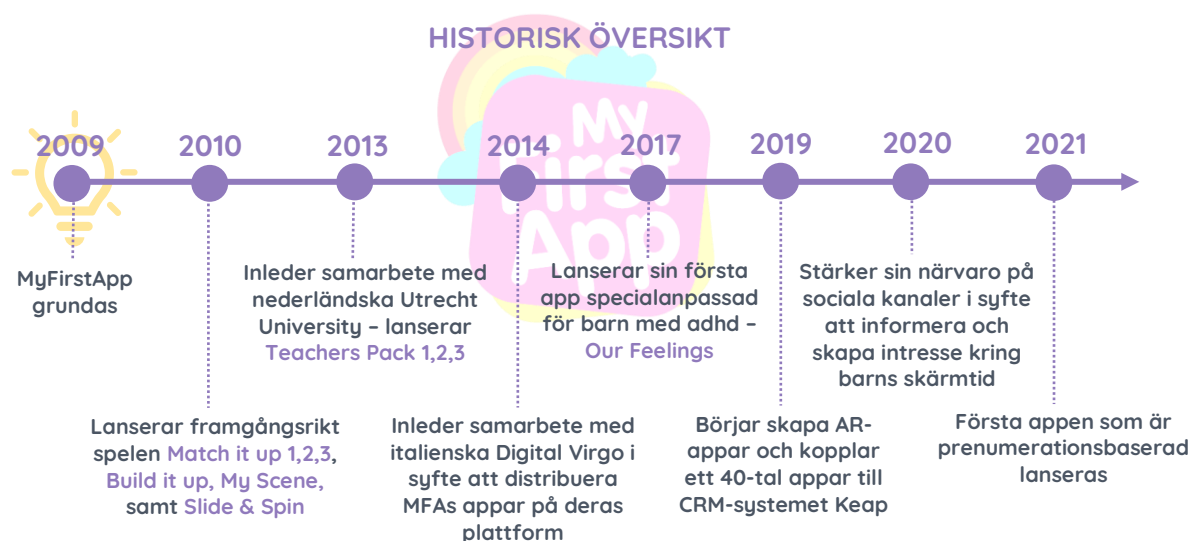 HISTORISK ÖVERSIKT
My
First
App
2009
2010
2013
2014
2017
2019
2020
2021
MyFirstApp
grundas
Lanserar framgångsrikt
spelen Match it up 1,2,3,
Build it up, My Scene,
samt Slide & Spin
Inleder samarbete med
nederländska Utrecht
University – lanserar
Teachers Pack 1,2,3
Inleder samarbete med
italienska Digital Virgo i
syfte att distribuera
MFAs appar på deras
plattform
Lanserar sin första
app specialanpassad
för barn med adhd –
Our Feelings
Börjar skapa AR-
appar och kopplar
ett 40-tal appar till
CRM-systemet Keap
Stärker sin närvaro på
sociala kanaler i syfte
att informera och
skapa intresse kring
barns skärmtid
Första appen som är
prenumerationsbaserad
lanseras